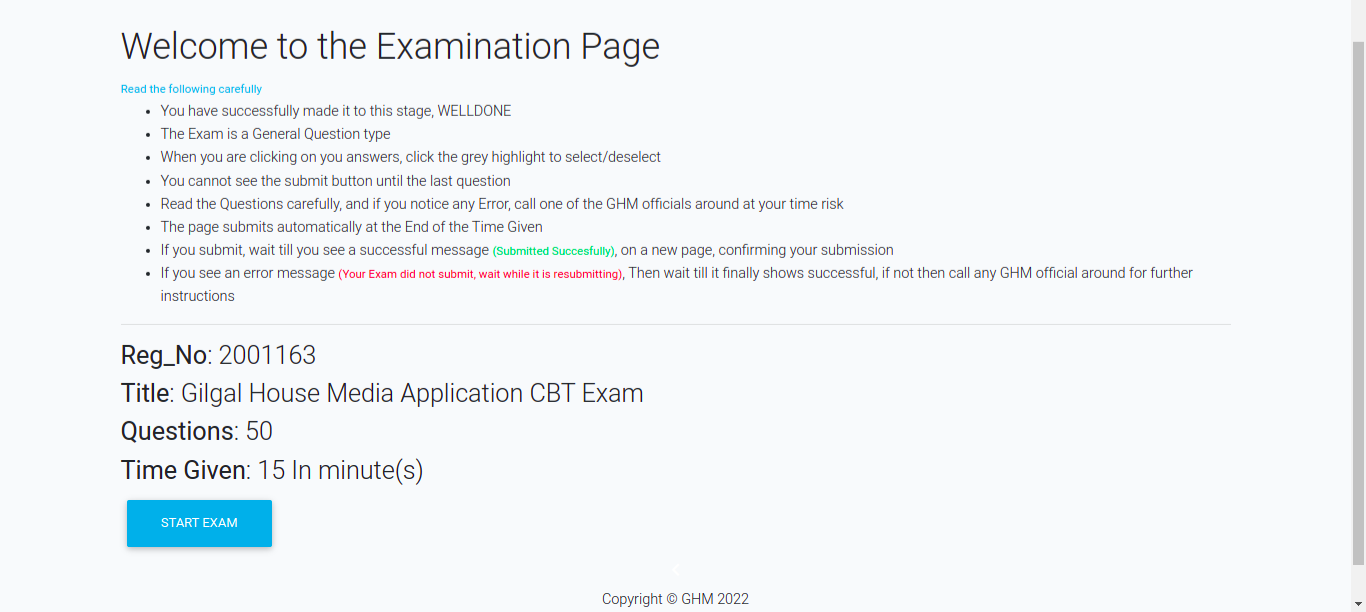 Welcome to the Examination Page
Read the following carefully
• You have successfully made it to this stage, WELLDONE
• The Exam is a General Question type
• When you are clicking on you answers, click the grey highlight to select/deselect
• You cannot see the submit button until the last question
• Read the Questions carefully, and if you notice any Error, call one of the GHM officials around at your time risk
• The page submits automatically at the End of the Time Given
• If you submit, wait till you see a successful message (Submitted Succesfully), on a new page, confirming your submission
• If you see an error message (Your Exam did not submit, wait while it is resubmitting), Then wait till it finally shows successful, if not then call any GHM official around for further
instructions
Reg_No: 2001163
Title: Gilgal House Media Application CBT Exam
Questions: 50
Time Given: 15 In minute(s)
START EXAM
Copyright © GHM 2022